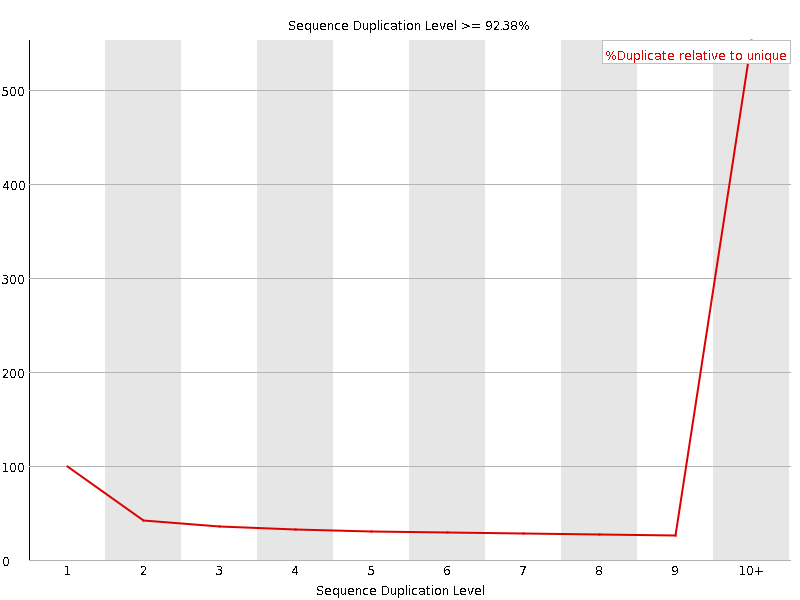 Sequence Duplication Level >= 92.38%
%Duplicate relative to unique
500
400
300
200
100
0
1 2 3 4 5 6 7 8 9 10+
Sequence Duplication Level